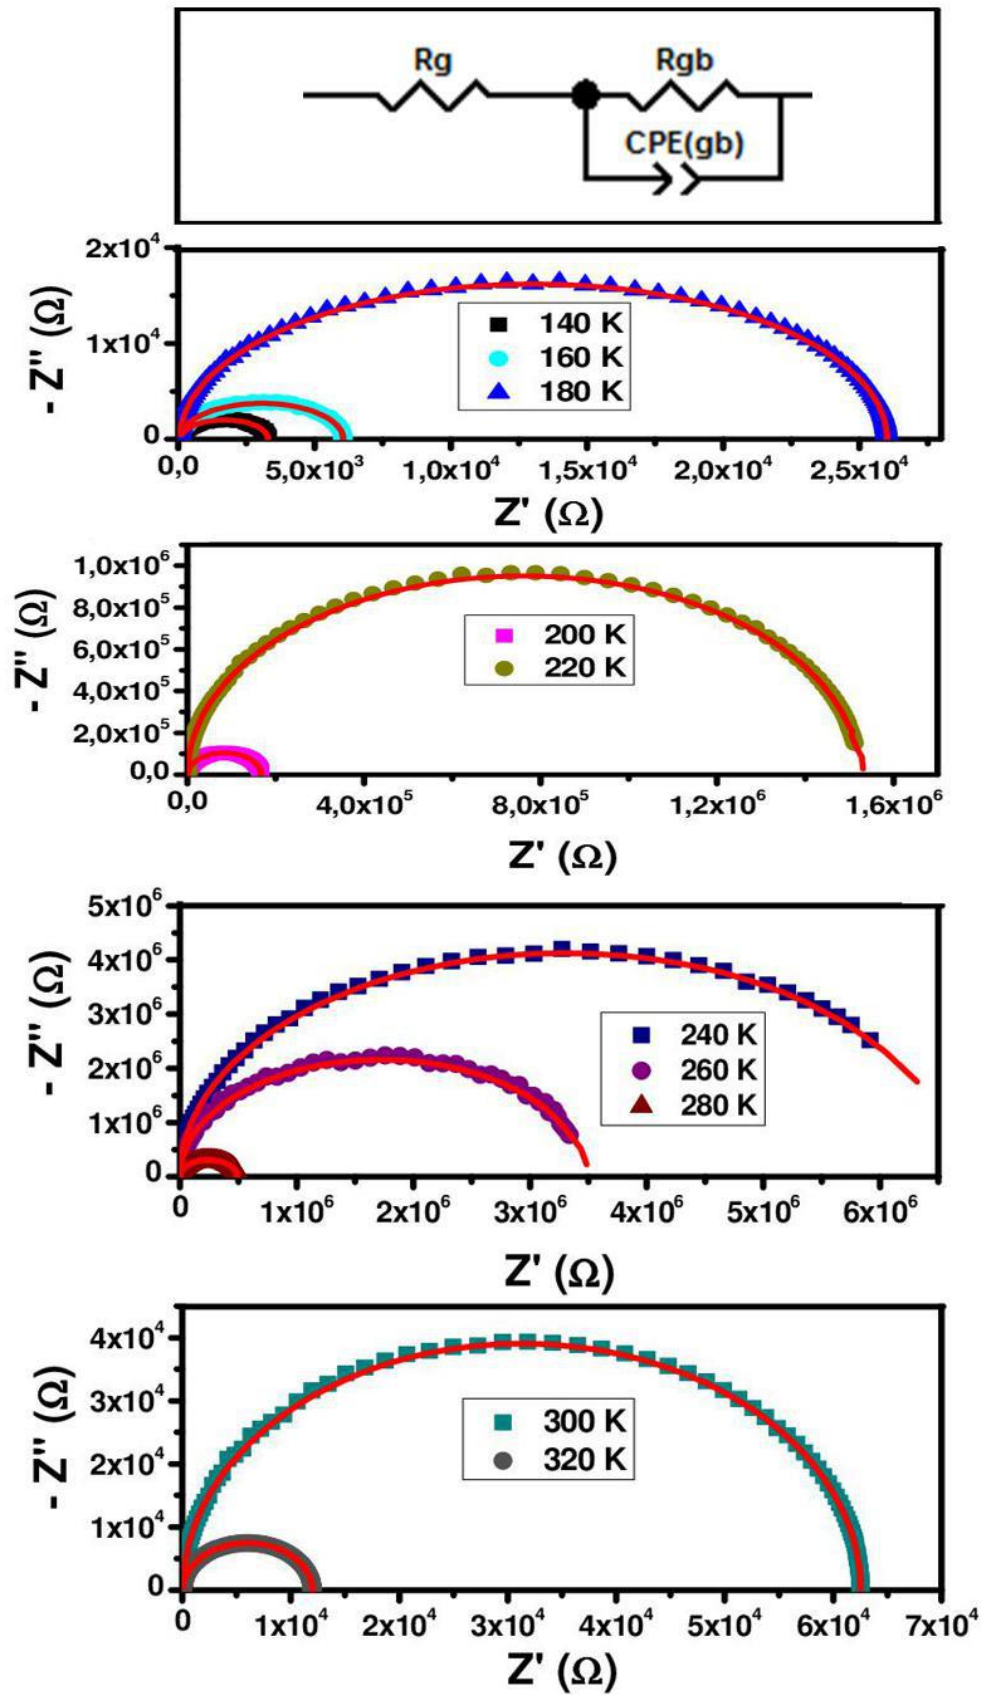 Rg
Rgb
CPE(gb)
2x10⁴
1x10⁴
0
- Z'' (Ω)
140 K
160 K
180 K
0,0 5,0x10³ 1,0x10⁴ 1,5x10⁴ 2,0x10⁴ 2,5x10⁴
Z' (Ω)
1,0x10⁶
8,0x10⁵
6,0x10⁵
4,0x10⁵
2,0x10⁵
0,0
- Z'' (Ω)
200 K
220 K
0,0 4,0x10⁵ 8,0x10⁵ 1,2x10⁶ 1,6x10⁶
Z' (Ω)
5x10⁶
4x10⁶
3x10⁶
2x10⁶
1x10⁶
0
- Z'' (Ω)
240 K
260 K
280 K
0 1x10⁶ 2x10⁶ 3x10⁶ 4x10⁶ 5x10⁶ 6x10⁶
Z' (Ω)
4x10⁴
3x10⁴
2x10⁴
1x10⁴
0
- Z'' (Ω)
300 K
320 K
0 1x10⁴ 2x10⁴ 3x10⁴ 4x10⁴ 5x10⁴ 6x10⁴ 7x10⁴
Z' (Ω)